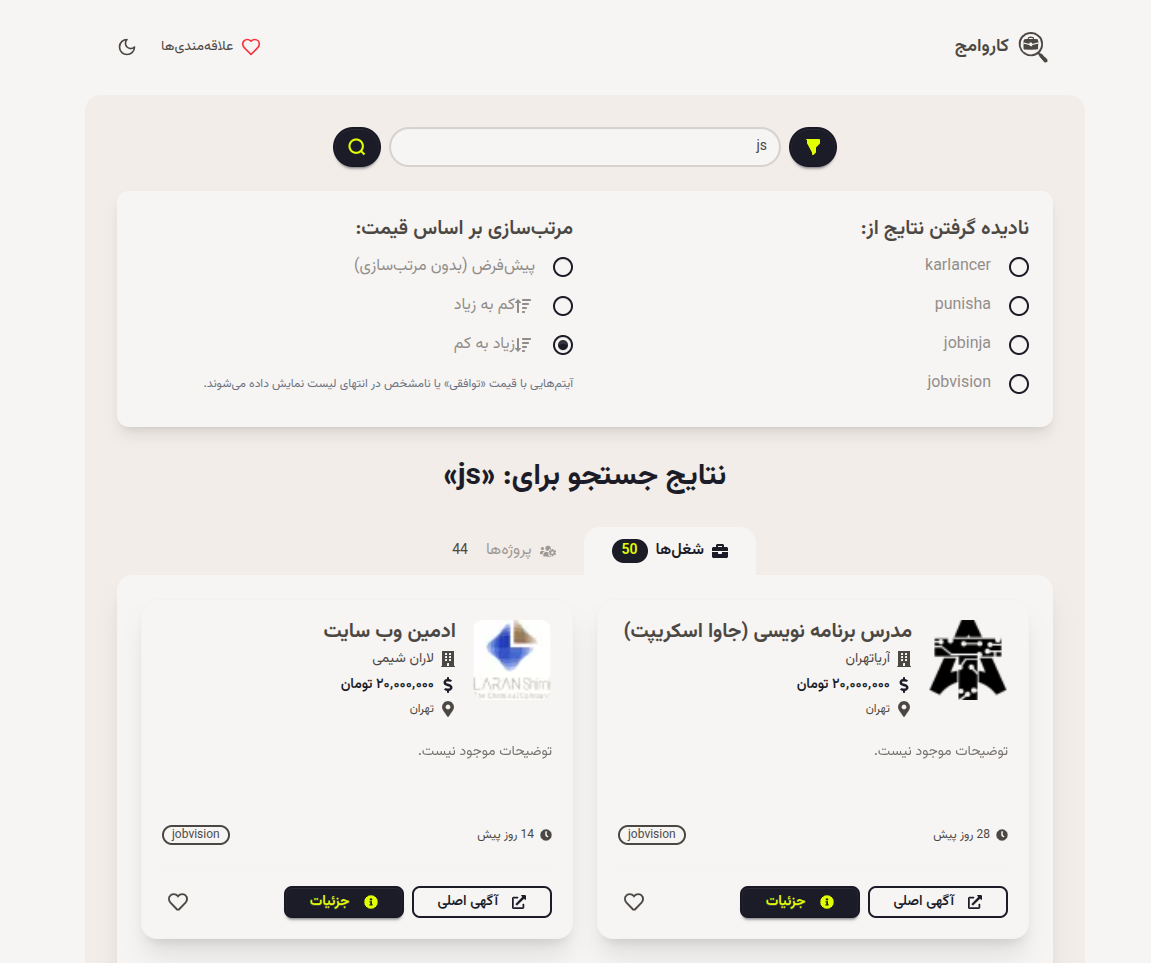 کاروامج
علاقه‌مندی‌ها
js
نادیده گرفتن نتایج از:
karlancer
punisha
jobinja
jobvision
مرتب‌سازی بر اساس قیمت:
پیش‌فرض (بدون مرتب‌سازی)
کم به زیاد
زیاد به کم
آیتم‌هایی با قیمت «توافقی» یا نامشخص در انتهای لیست نمایش داده می‌شوند.
نتایج جستجو برای: «js»
شغل‌ها 50
پروژه‌ها 44
مدرس برنامه نویسی (جاوا اسکریپت)
آریاتهران
۲۰,۰۰۰,۰۰۰ تومان
تهران
توضیحات موجود نیست.
28 روز پیش
jobvision
آگهی اصلی
جزئیات
LARAN Shimi
The Chemical Company
ادمین وب سایت
لاران شیمی
۲۰,۰۰۰,۰۰۰ تومان
تهران
توضیحات موجود نیست.
14 روز پیش
jobvision
آگهی اصلی
جزئیات